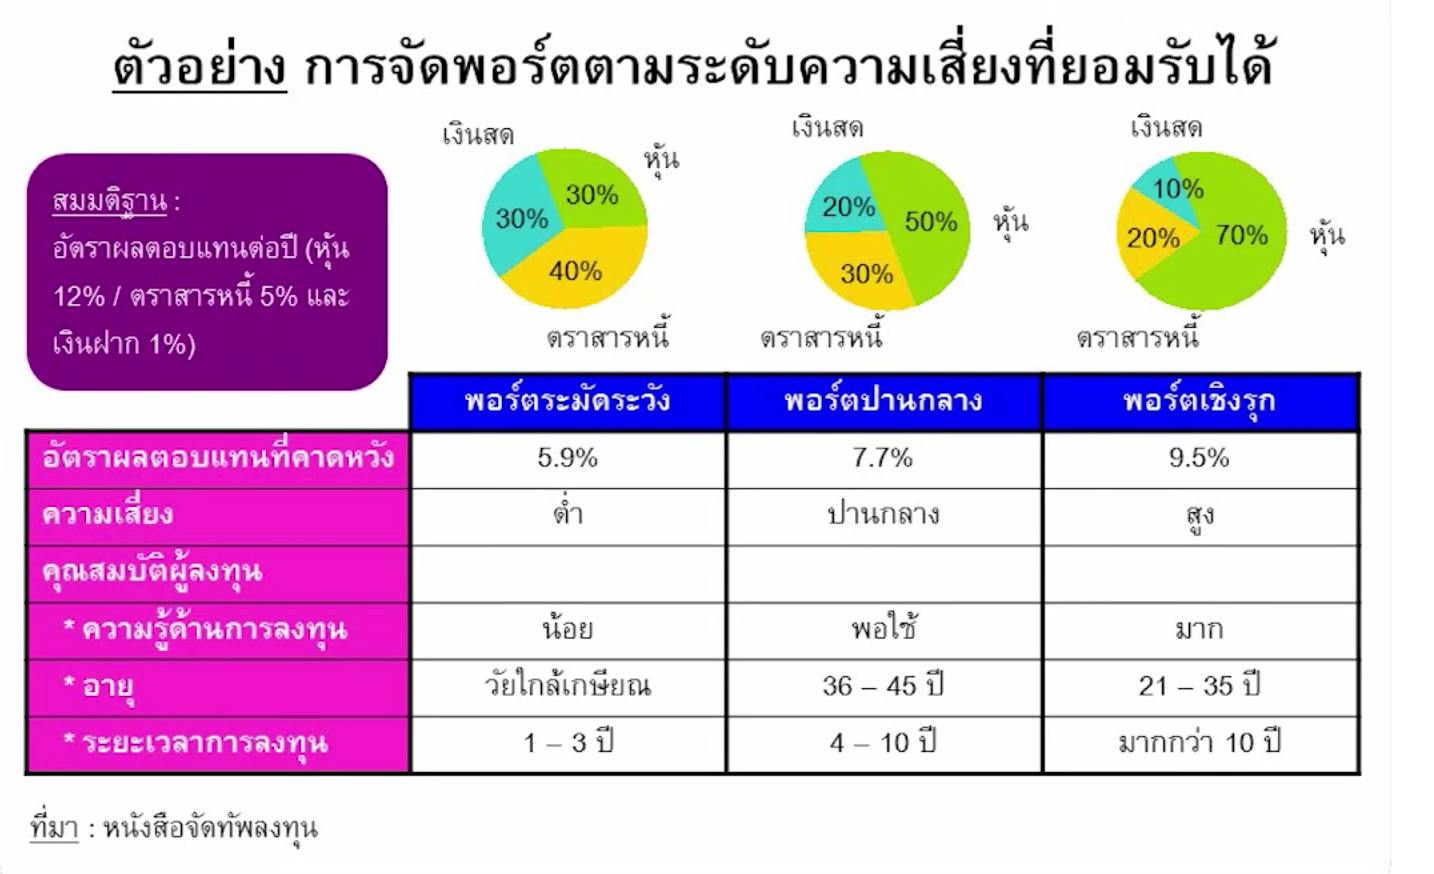 ตัวอย่าง การจัดพอร์ตตามระดับความเสี่ยงที่ยอมรับได้
สมมติฐาน :
อัตราผลตอบแทนต่อปี (หุ้น
12% / ตราสารหนี้ 5% และ
เงินฝาก 1%)
เงินสด
หุ้น
30%
30%
40%
ตราสารหนี้
เงินสด
20%
50%
หุ้น
30%
ตราสารหนี้
เงินสด
10%
20%
70%
หุ้น
ตราสารหนี้
พอร์ตระมัดระวัง พอร์ตปานกลาง พอร์ตเชิงรุก
อัตราผลตอบแทนที่คาดหวัง 5.9% 7.7% 9.5%
ความเสี่ยง ต่ำ ปานกลาง สูง
คุณสมบัติผู้ลงทุน
* ความรู้ด้านการลงทุน น้อย พอใช้ มาก
* อายุ วัยใกล้เกษียณ 36 – 45 ปี 21 – 35 ปี
* ระยะเวลาการลงทุน 1 – 3 ปี 4 – 10 ปี มากกว่า 10 ปี
ที่มา : หนังสือจัดทัพลงทุน